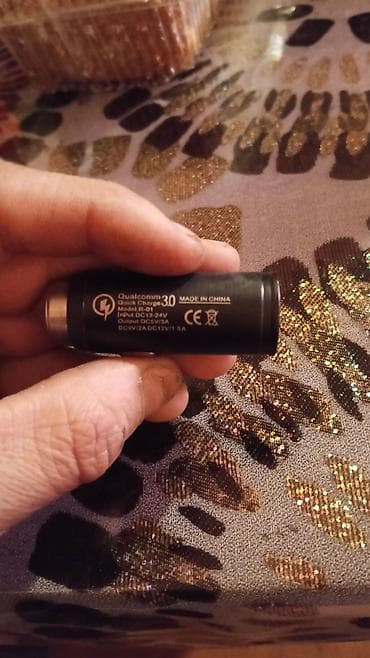 Qualcomm
Quick Charge 3.0 MADE IN CHINA
Model:R-01
Input:DC12-24V
Output:DC5V/3A
DC9V/2A DC12V/1.5A
CE